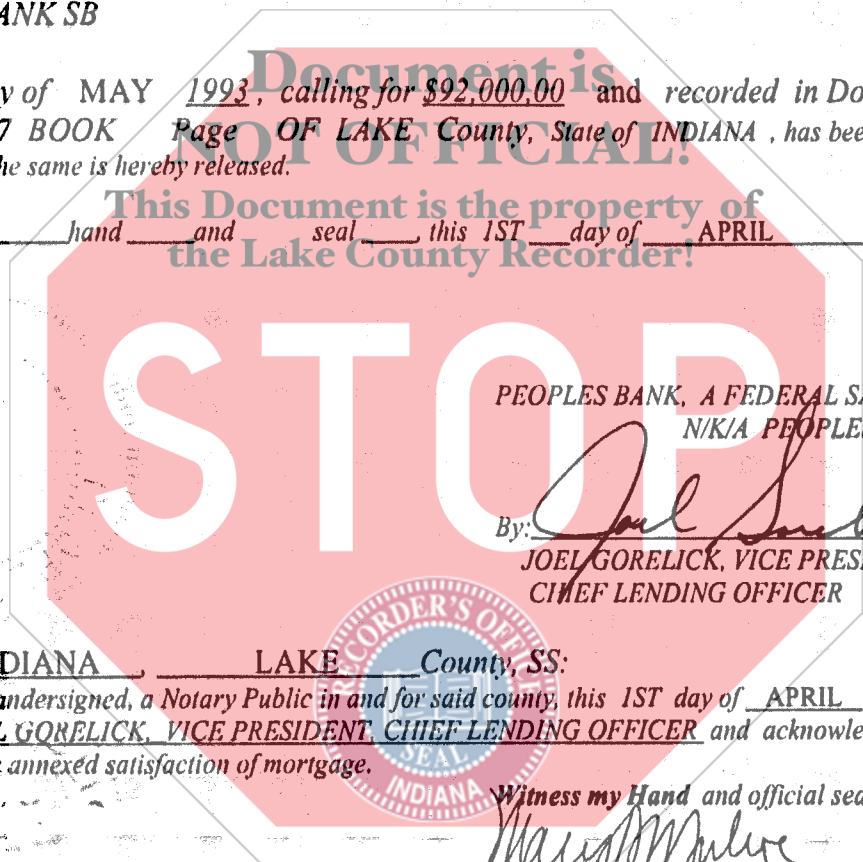 ANK SB
Document is
y of MAY 1993, calling for $92,000.00 and recorded in Do
7 BOOK Page OF LAKE County, State of INDIANA , has bee
NOT OFFICIAL!
he same is hereby released.
This Document is the property of
hand and seal this 1ST day of APRIL
the Lake County Recorder!
STOP
PEOPLES BANK, A FEDERAL SA
N/K/A PEOPLE
By: Joel
JOEL GORELICK, VICE PRESI
CHIEF LENDING OFFICER
RECORDER'S OF
SEAL
INDIANA
DIANA , LAKE County, SS:
ndersigned, a Notary Public in and for said county, this 1ST day of APRIL
L GORELICK, VICE PRESIDENT CHIEF LENDING OFFICER and acknowle
annexed satisfaction of mortgage.
Witness my Hand and official sea